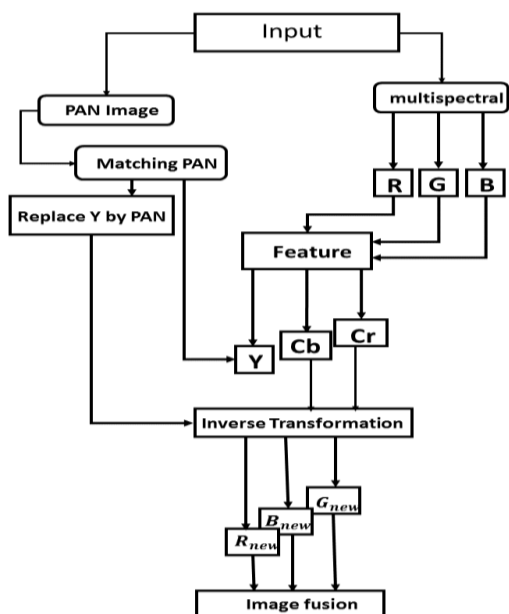 Input
PAN Image
multispectral
Matching PAN
R G B
Replace Y by PAN
Feature
Y Cb Cr
Inverse Transformation
R_new B_new G_new
Image fusion